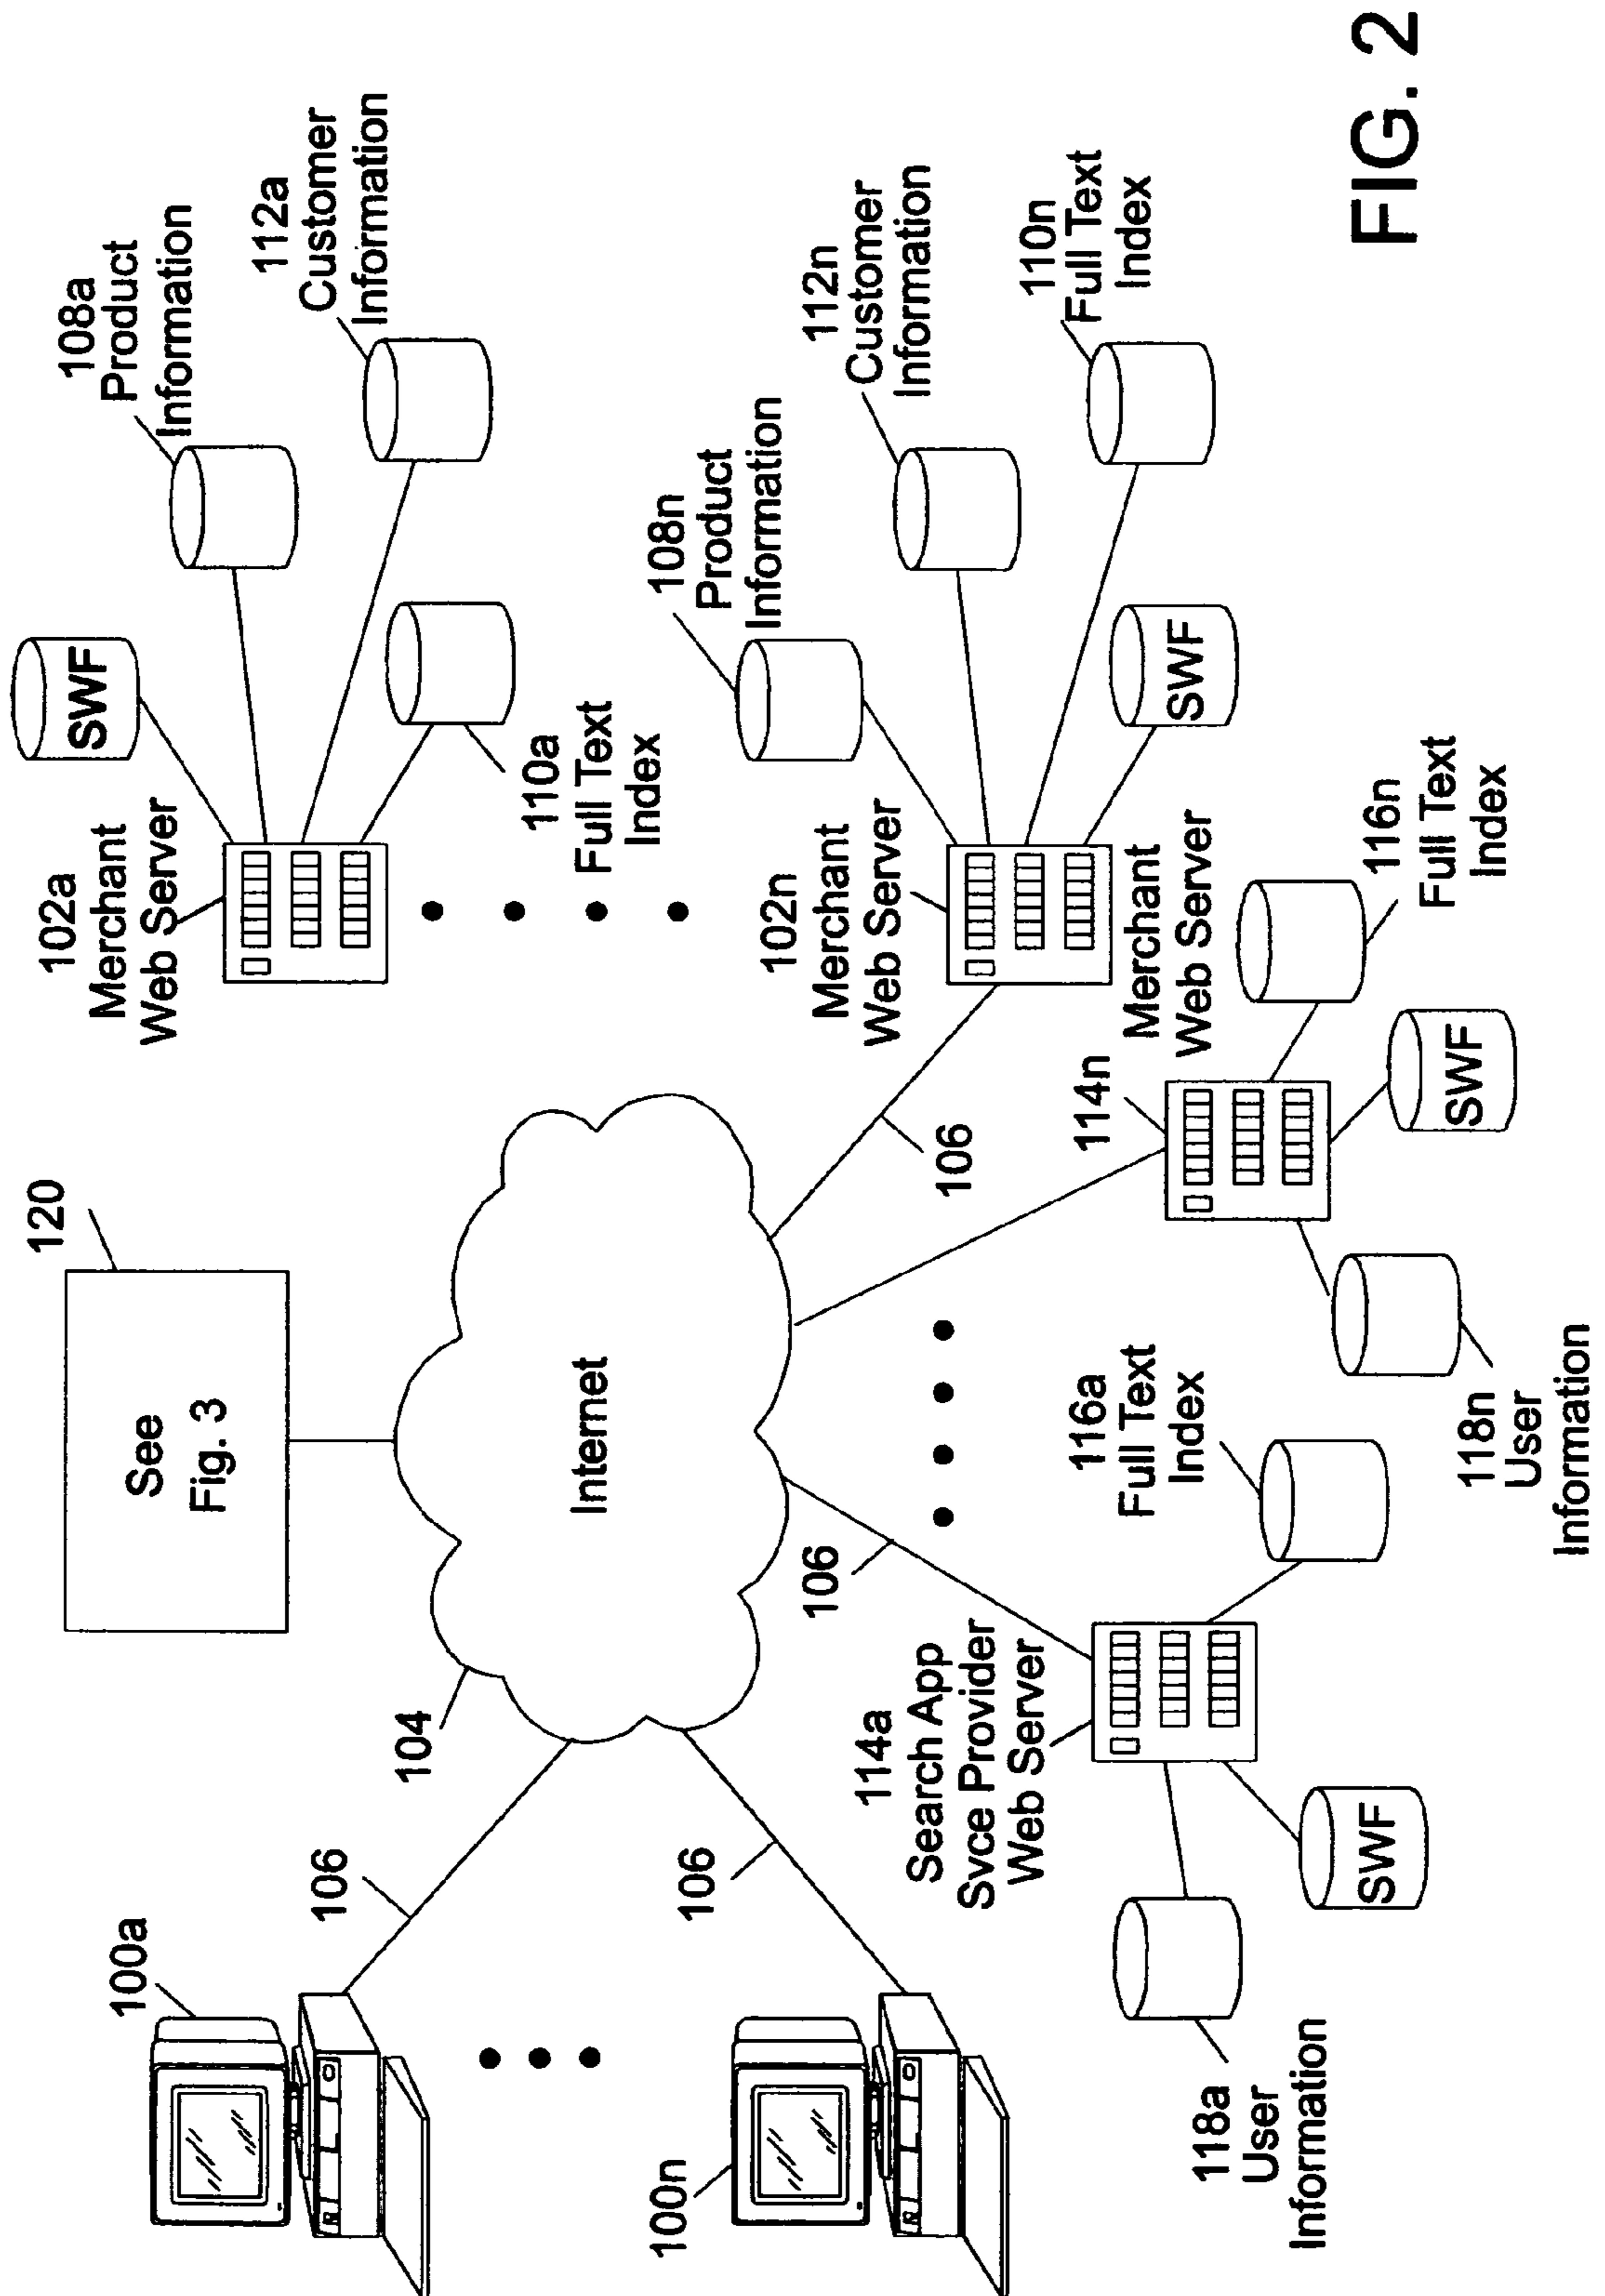 100a
106
100n
106
104
Internet
120
See
Fig. 3
102a
Merchant
Web Server
SWF
108a
Product
Information
112a
Customer
Information
110a
Full Text
Index
102n
Merchant
Web Server
108n
Product
Information
112n
Customer
Information
110n
Full Text
Index
SWF
106
114n
Merchant
Web Server
116n
Full Text
Index
SWF
118n
User
Information
106
114a
Search App
Svce Provider
Web Server
116a
Full Text
Index
SWF
118a
User
Information
FIG. 2